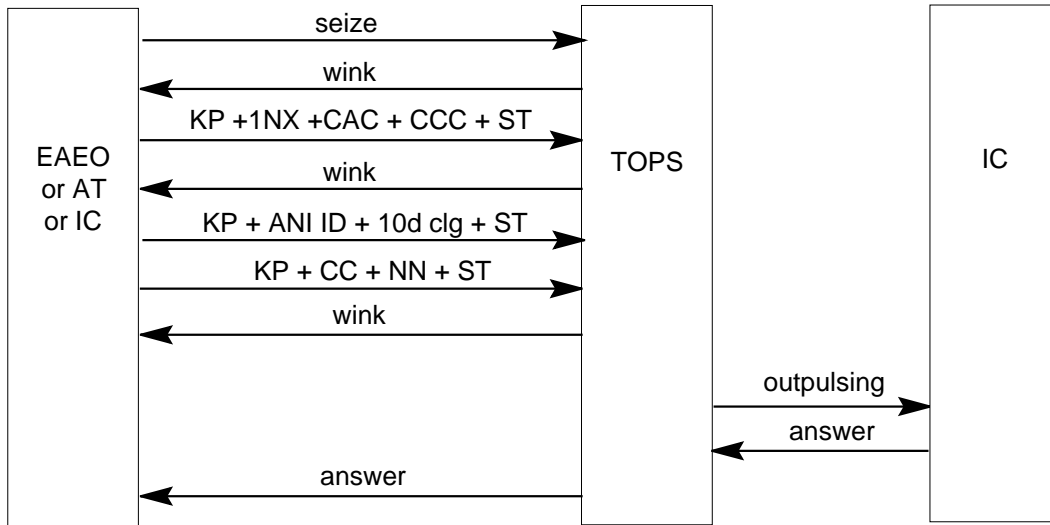 seize
wink
KP +1NX +CAC + CCC + ST
EAEO
or AT
or IC
TOPS
IC
wink
KP + ANI ID + 10d clg + ST
KP + CC + NN + ST
wink
outpulsing
answer
answer